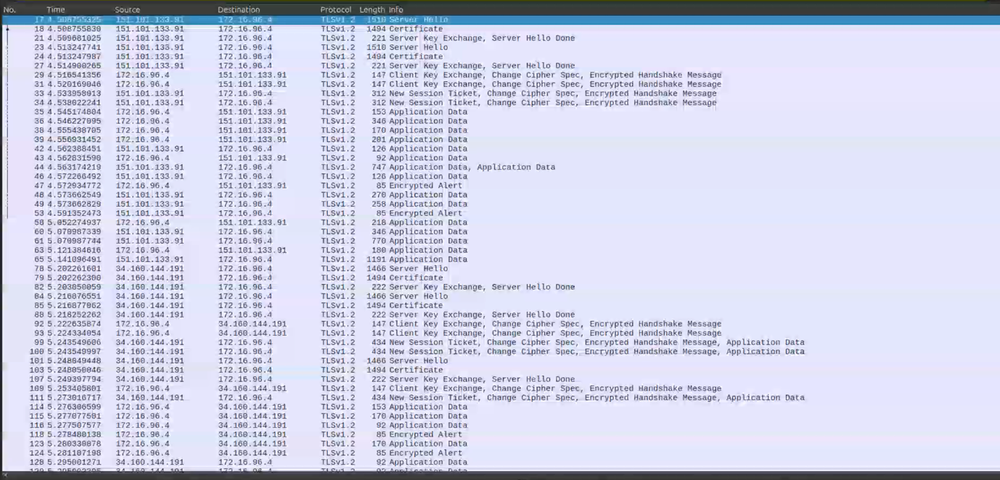 No. Time Source Destination Protocol Length Info
17 4.508755325 151.101.133.91 172.16.96.4 TLSv1.2 1510 Server Hello
18 4.508755830 151.101.133.91 172.16.96.4 TLSv1.2 1494 Certificate
21 4.509681025 151.101.133.91 172.16.96.4 TLSv1.2 221 Server Key Exchange, Server Hello Done
23 4.513247741 151.101.133.91 172.16.96.4 TLSv1.2 1510 Server Hello
24 4.513247987 151.101.133.91 172.16.96.4 TLSv1.2 1494 Certificate
27 4.514900265 151.101.133.91 172.16.96.4 TLSv1.2 221 Server Key Exchange, Server Hello Done
29 4.516541356 172.16.96.4 151.101.133.91 TLSv1.2 147 Client Key Exchange, Change Cipher Spec, Encrypted Handshake Message
31 4.520169046 172.16.96.4 151.101.133.91 TLSv1.2 147 Client Key Exchange, Change Cipher Spec, Encrypted Handshake Message
33 4.533958013 151.101.133.91 172.16.96.4 TLSv1.2 312 New Session Ticket, Change Cipher Spec, Encrypted Handshake Message
34 4.538022241 151.101.133.91 172.16.96.4 TLSv1.2 312 New Session Ticket, Change Cipher Spec, Encrypted Handshake Message
35 4.545174804 172.16.96.4 151.101.133.91 TLSv1.2 153 Application Data
36 4.546227095 172.16.96.4 151.101.133.91 TLSv1.2 346 Application Data
38 4.555438705 172.16.96.4 151.101.133.91 TLSv1.2 170 Application Data
39 4.556931452 172.16.96.4 151.101.133.91 TLSv1.2 201 Application Data
42 4.562388451 151.101.133.91 172.16.96.4 TLSv1.2 126 Application Data
43 4.562831590 172.16.96.4 151.101.133.91 TLSv1.2 92 Application Data
44 4.563174219 151.101.133.91 172.16.96.4 TLSv1.2 747 Application Data, Application Data
46 4.572266492 151.101.133.91 172.16.96.4 TLSv1.2 126 Application Data
47 4.572934772 172.16.96.4 151.101.133.91 TLSv1.2 85 Encrypted Alert
48 4.573662549 151.101.133.91 172.16.96.4 TLSv1.2 270 Application Data
49 4.573662829 151.101.133.91 172.16.96.4 TLSv1.2 258 Application Data
53 4.591352473 151.101.133.91 172.16.96.4 TLSv1.2 85 Encrypted Alert
58 5.052274937 172.16.96.4 151.101.133.91 TLSv1.2 218 Application Data
60 5.070987339 151.101.133.91 172.16.96.4 TLSv1.2 346 Application Data
61 5.070987744 151.101.133.91 172.16.96.4 TLSv1.2 770 Application Data
63 5.121384616 172.16.96.4 151.101.133.91 TLSv1.2 180 Application Data
65 5.141096491 151.101.133.91 172.16.96.4 TLSv1.2 1191 Application Data
78 5.202261601 34.160.144.191 172.16.96.4 TLSv1.2 1466 Server Hello
79 5.202262300 34.160.144.191 172.16.96.4 TLSv1.2 1494 Certificate
82 5.203050059 34.160.144.191 172.16.96.4 TLSv1.2 222 Server Key Exchange, Server Hello Done
84 5.216876551 34.160.144.191 172.16.96.4 TLSv1.2 1466 Server Hello
85 5.216877062 34.160.144.191 172.16.96.4 TLSv1.2 1494 Certificate
88 5.218252262 34.160.144.191 172.16.96.4 TLSv1.2 222 Server Key Exchange, Server Hello Done
92 5.222635874 172.16.96.4 34.160.144.191 TLSv1.2 147 Client Key Exchange, Change Cipher Spec, Encrypted Handshake Message
93 5.224334054 172.16.96.4 34.160.144.191 TLSv1.2 147 Client Key Exchange, Change Cipher Spec, Encrypted Handshake Message
99 5.243549606 34.160.144.191 172.16.96.4 TLSv1.2 434 New Session Ticket, Change Cipher Spec, Encrypted Handshake Message, Application Data
100 5.243549997 34.160.144.191 172.16.96.4 TLSv1.2 434 New Session Ticket, Change Cipher Spec, Encrypted Handshake Message, Application Data
101 5.248049448 34.160.144.191 172.16.96.4 TLSv1.2 1466 Server Hello
103 5.248050046 34.160.144.191 172.16.96.4 TLSv1.2 1494 Certificate
107 5.249397794 34.160.144.191 172.16.96.4 TLSv1.2 222 Server Key Exchange, Server Hello Done
109 5.253405801 172.16.96.4 34.160.144.191 TLSv1.2 147 Client Key Exchange, Change Cipher Spec, Encrypted Handshake Message
111 5.273016717 34.160.144.191 172.16.96.4 TLSv1.2 434 New Session Ticket, Change Cipher Spec, Encrypted Handshake Message, Application Data
114 5.276306599 172.16.96.4 34.160.144.191 TLSv1.2 153 Application Data
115 5.277077501 172.16.96.4 34.160.144.191 TLSv1.2 170 Application Data
116 5.277507577 172.16.96.4 34.160.144.191 TLSv1.2 92 Application Data
118 5.278480138 172.16.96.4 34.160.144.191 TLSv1.2 85 Encrypted Alert
123 5.280330078 172.16.96.4 34.160.144.191 TLSv1.2 170 Application Data
124 5.281107198 172.16.96.4 34.160.144.191 TLSv1.2 85 Encrypted Alert
128 5.295001271 34.160.144.191 172.16.96.4 TLSv1.2 92 Application Data
34.160.144.191 172.16.96.4 TLSv1.2 Application Data